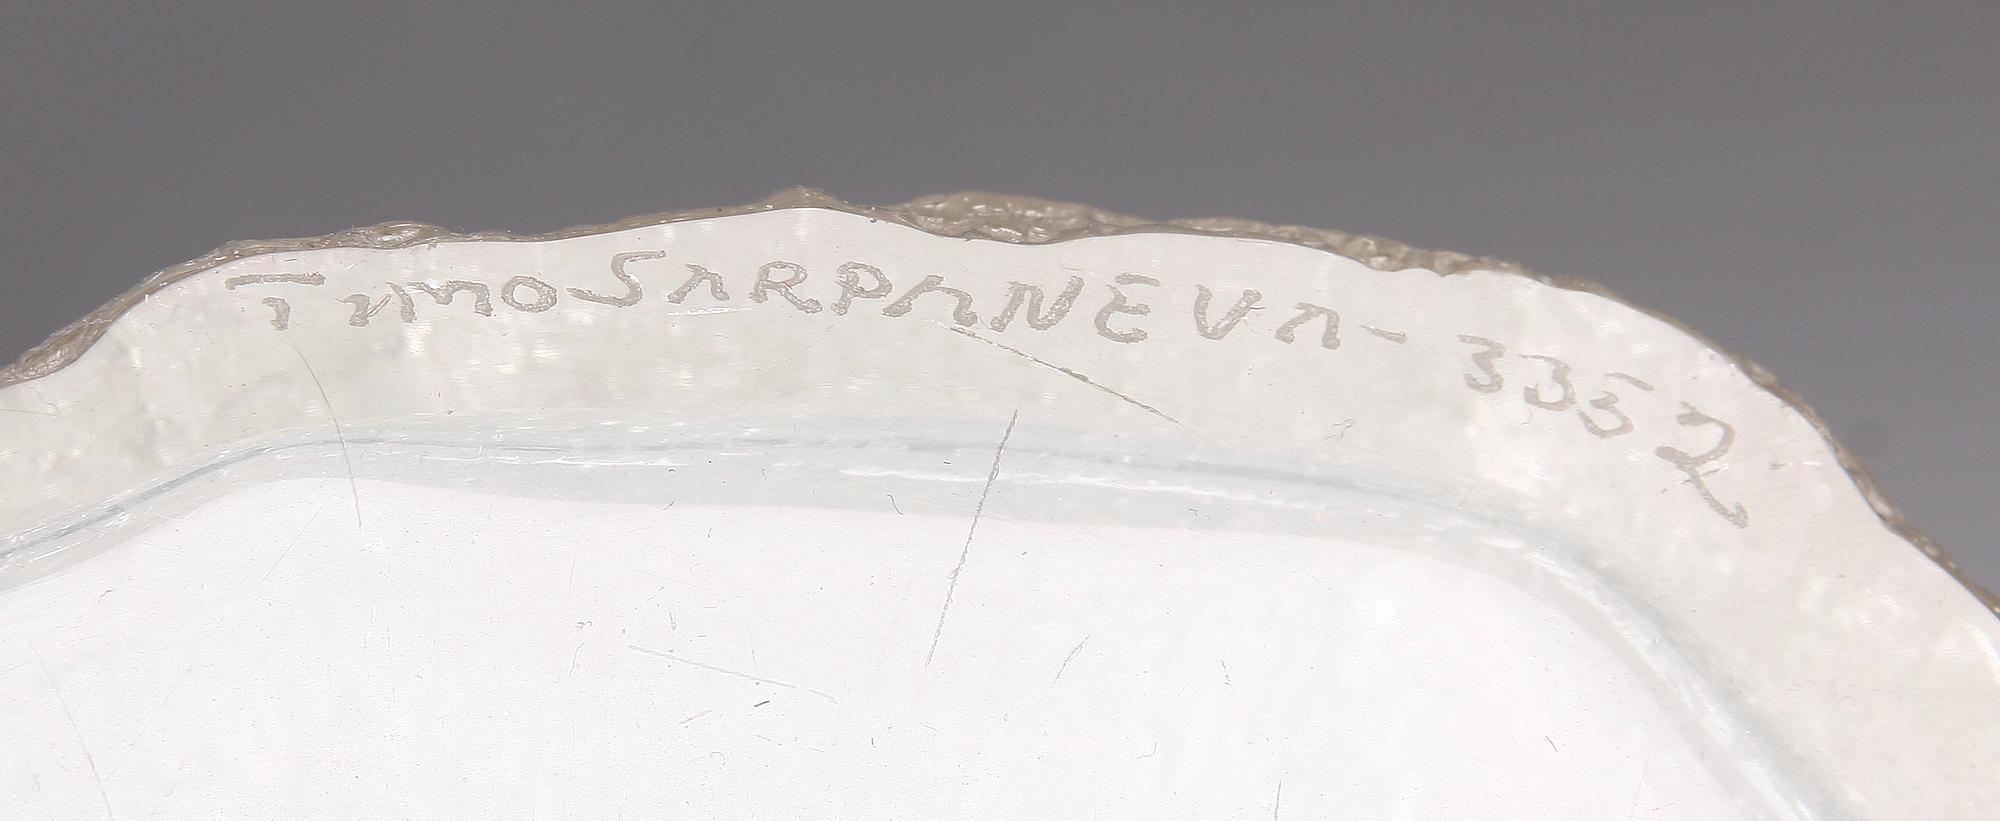 TIMO SARPANEVA - 3352